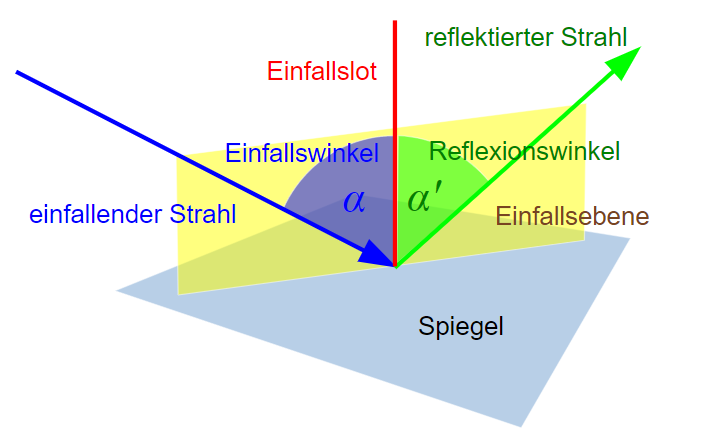 reflektierter Strahl
Einfallslot
Einfallswinkel
Reflexionswinkel
α
α′
einfallender Strahl
Einfallsebene
Spiegel